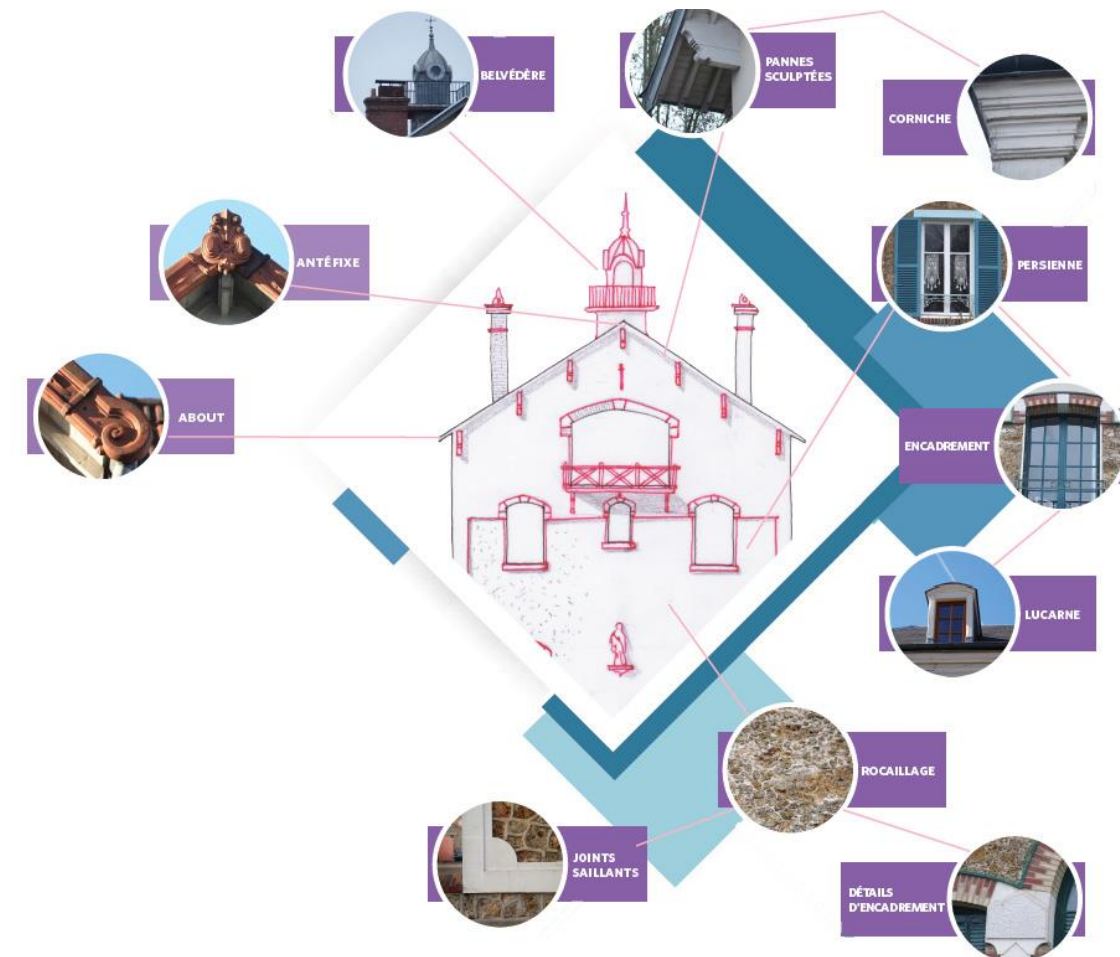 BELVÉDÈRE
PANNES
SCULPTÉES
CORNICHE
ANTÉFIXE
PERSIENNE
ABOUT
ENCADREMENT
LUCARNE
ROCAILLAGE
JOINTS
SAILLANTS
DÉTAILS
D'ENCADREMENT